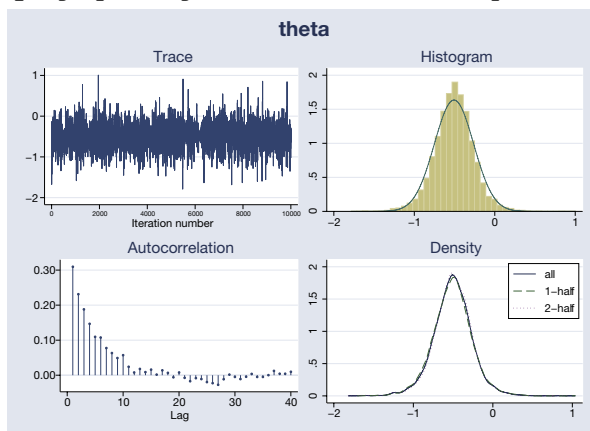 theta
Trace
1
0
−1
−2
0 2000 4000 6000 8000 10000
Iteration number
Histogram
2
1.5
1
.5
0
−2 −1 0 1
Autocorrelation
0.30
0.20
0.10
0.00
0 10 20 30 40
Lag
Density
2
1.5
1
.5
0
−2 −1 0 1
all
1−half
2−half